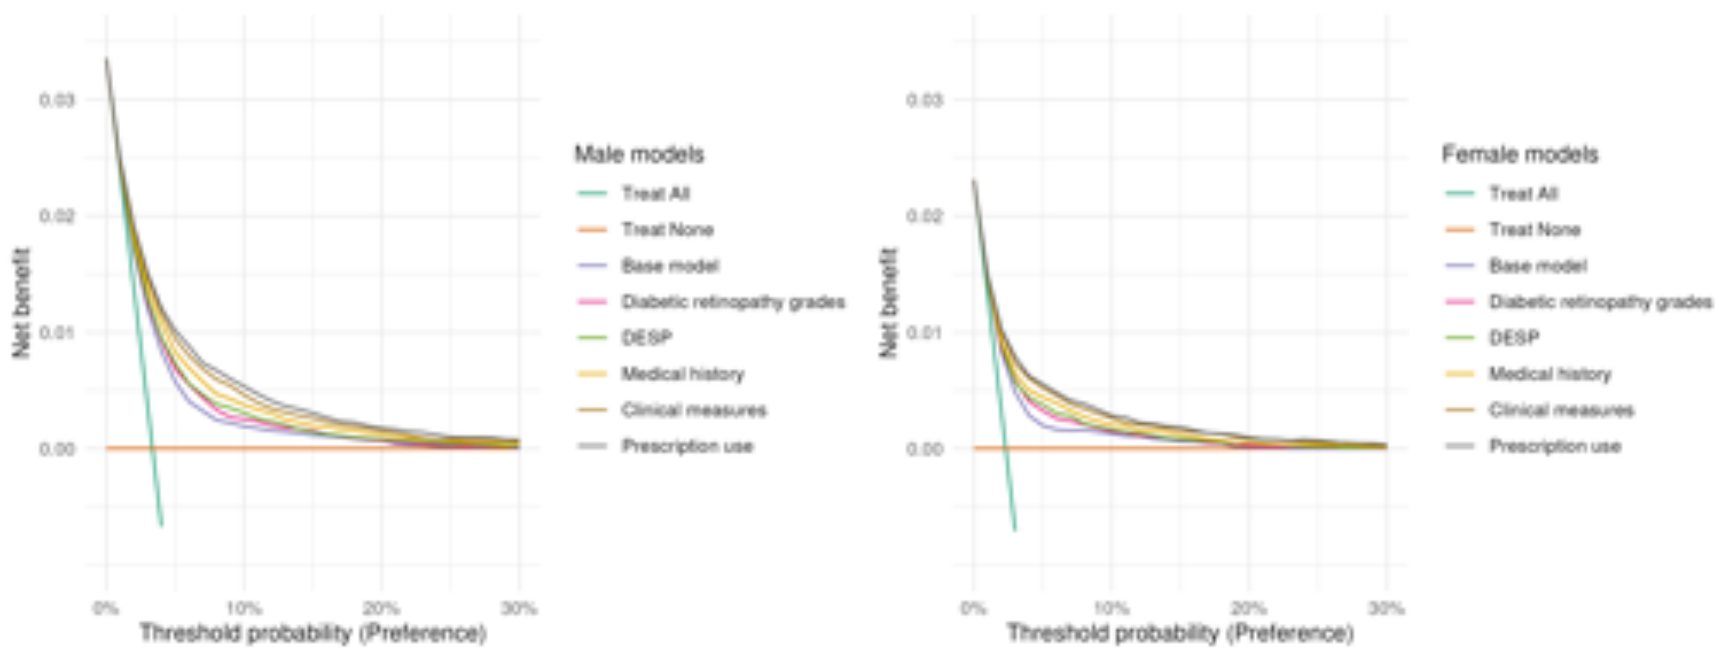 Net benefit
0.03
0.02
0.01
0.00
0%
10%
20%
30%
Threshold probability (Preference)
Male models
Treat All
Treat None
Base model
Diabetic retinopathy grades
DESP
Medical history
Clinical measures
Prescription use
Net benefit
0.03
0.02
0.01
0.00
0%
10%
20%
30%
Threshold probability (Preference)
Female models
Treat All
Treat None
Base model
Diabetic retinopathy grades
DESP
Medical history
Clinical measures
Prescription use